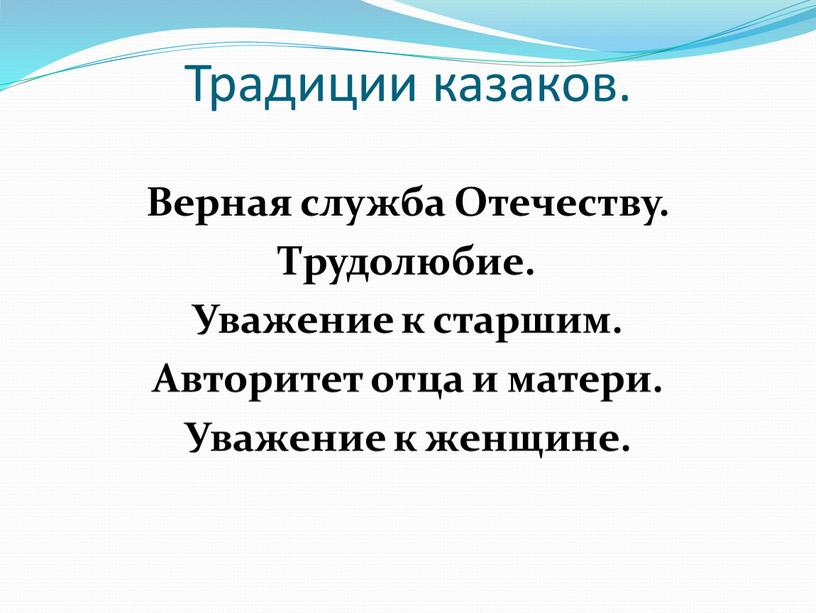 Традиции казаков.
Верная служба Отечеству.
Трудолюбие.
Уважение к старшим.
Авторитет отца и матери.
Уважение к женщине.